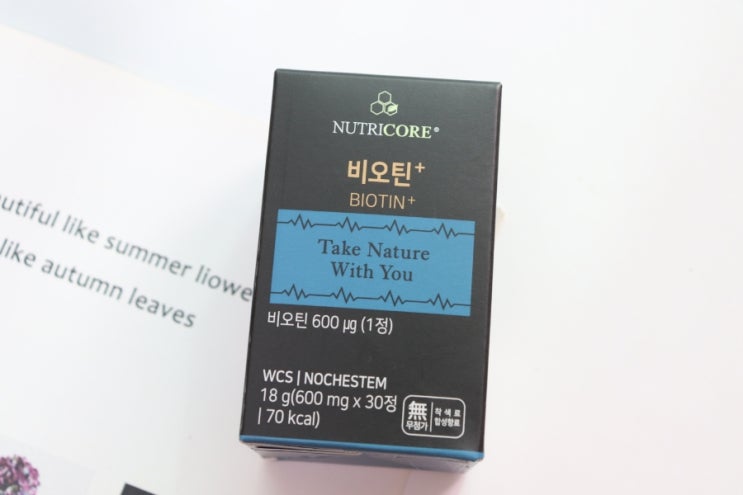 NUTRICORE®
비오틴+
BIOTIN+
Take Nature
With You
비오틴 600 μg (1정)
WCS | NOCHESTEM
18 g(600 mg x 30정
| 70 kcal)
無
무첨가
착색료
합성향료
autiful like summer
like autumn leaves